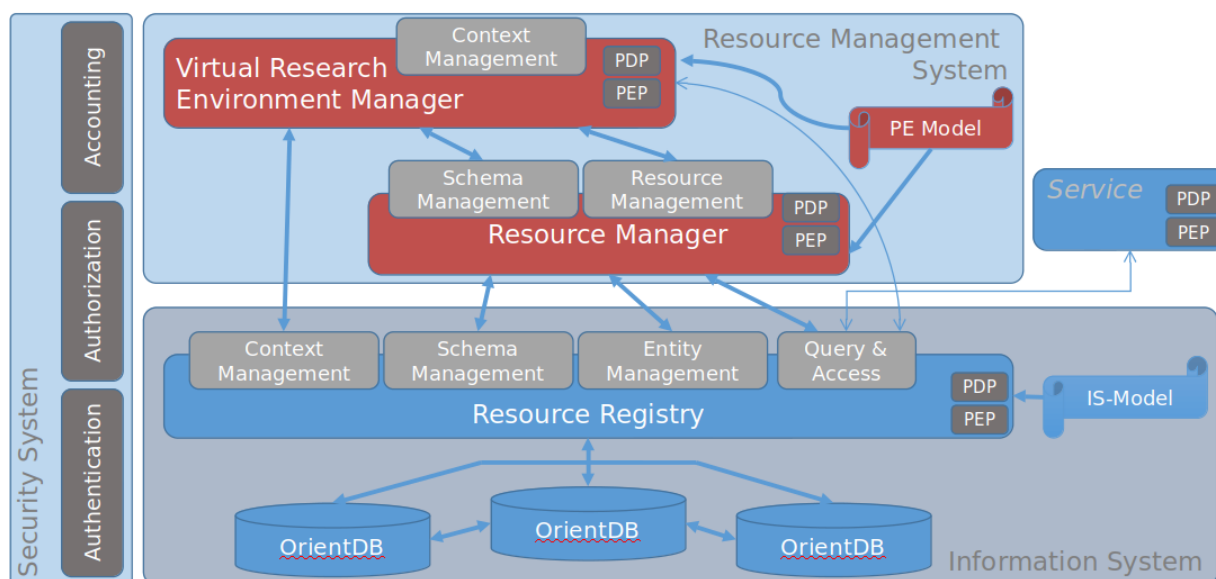 Security System
Accounting
Authorization
Authentication
Resource Management
System
Context
Management
Virtual Research
Environment Manager
PDP
PEP
PE Model
Schema
Management
Resource
Management
Resource Manager
PDP
PEP
Service
PDP
PEP
Context
Management
Schema
Management
Entity
Management
Query &
Access
Resource Registry
PDP
PEP
IS-Model
OrientDB
OrientDB
OrientDB
Information System